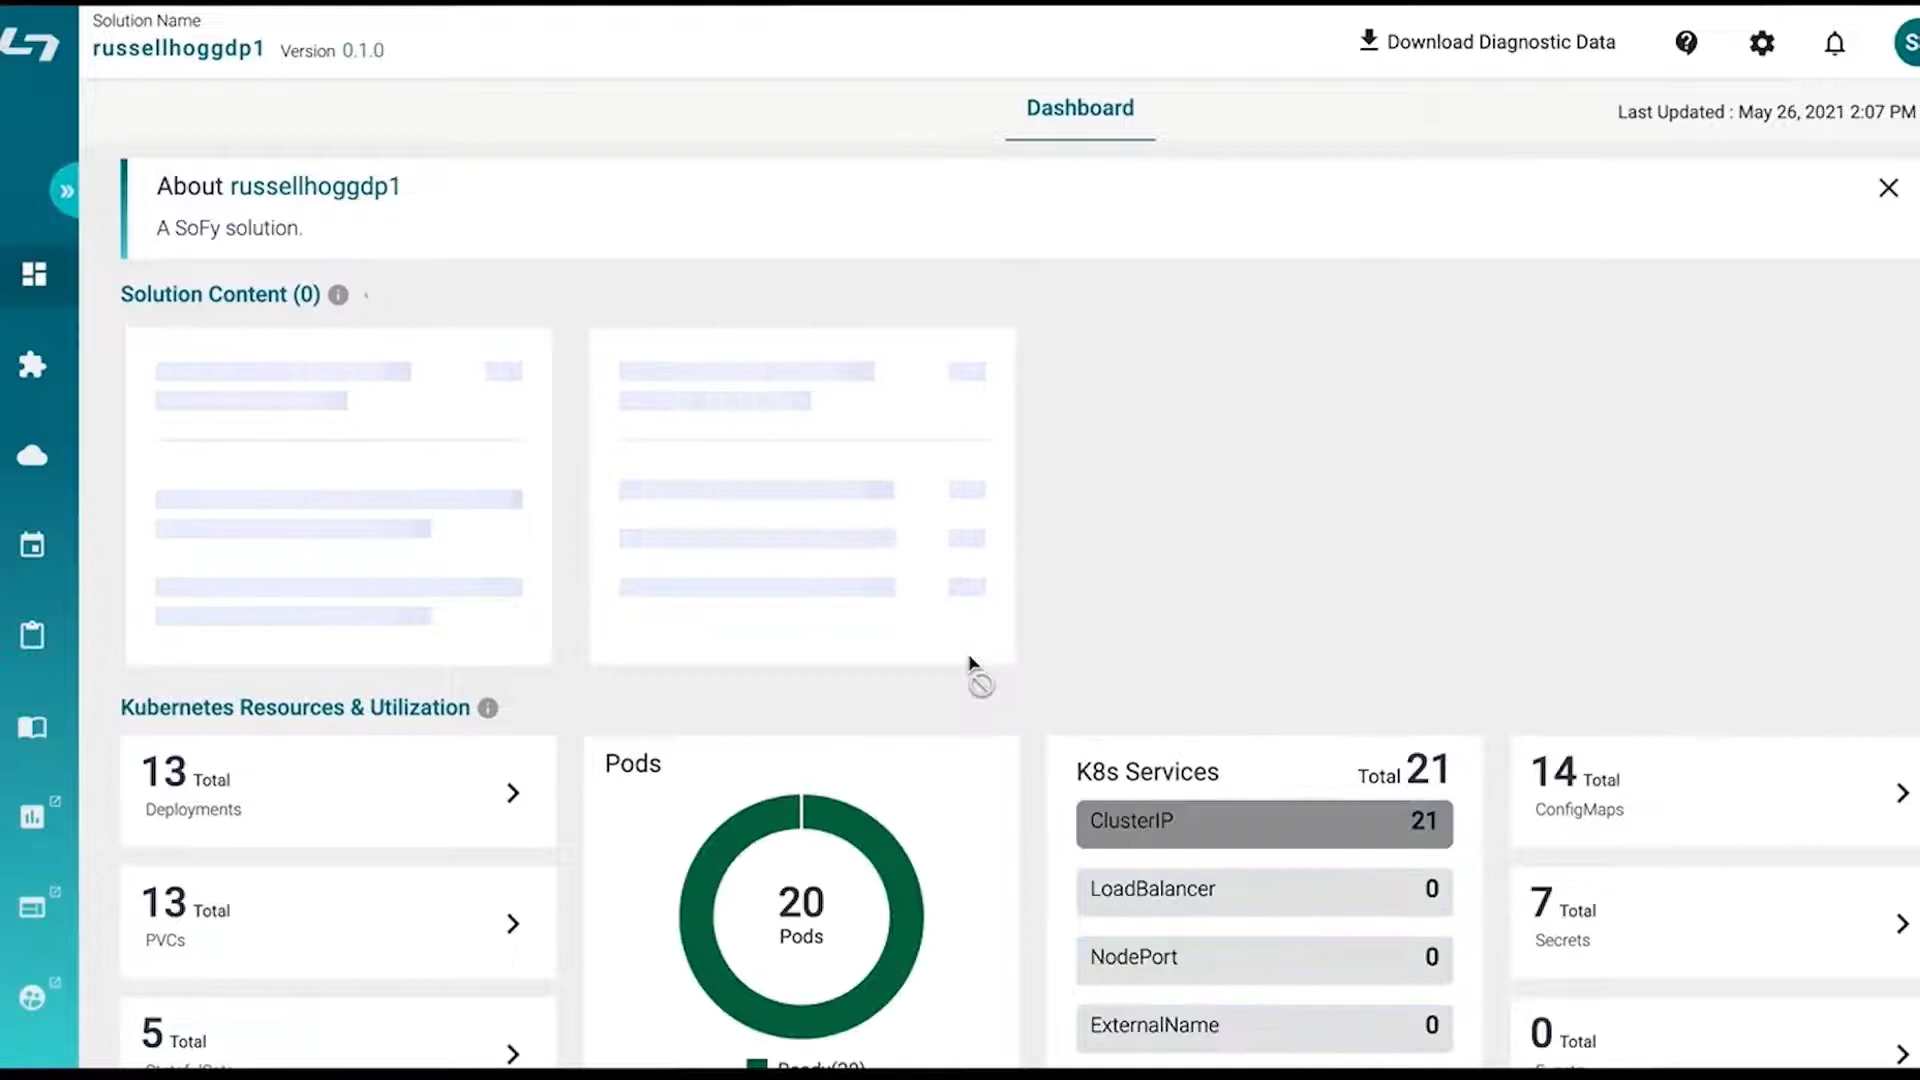 Solution Name
russellhoggdp1 Version 0.1.0
Download Diagnostic Data
S
Dashboard
Last Updated : May 26, 2021 2:07 PM
About russellhoggdp1
A SoFy solution.
Solution Content (0)
Kubernetes Resources & Utilization
13 Total
Deployments
13 Total
PVCs
5 Total
Pods
20
Pods
Ready(20)
K8s Services Total 21
ClusterIP 21
LoadBalancer 0
NodePort 0
ExternalName 0
14 Total
ConfigMaps
7 Total
Secrets
0 Total